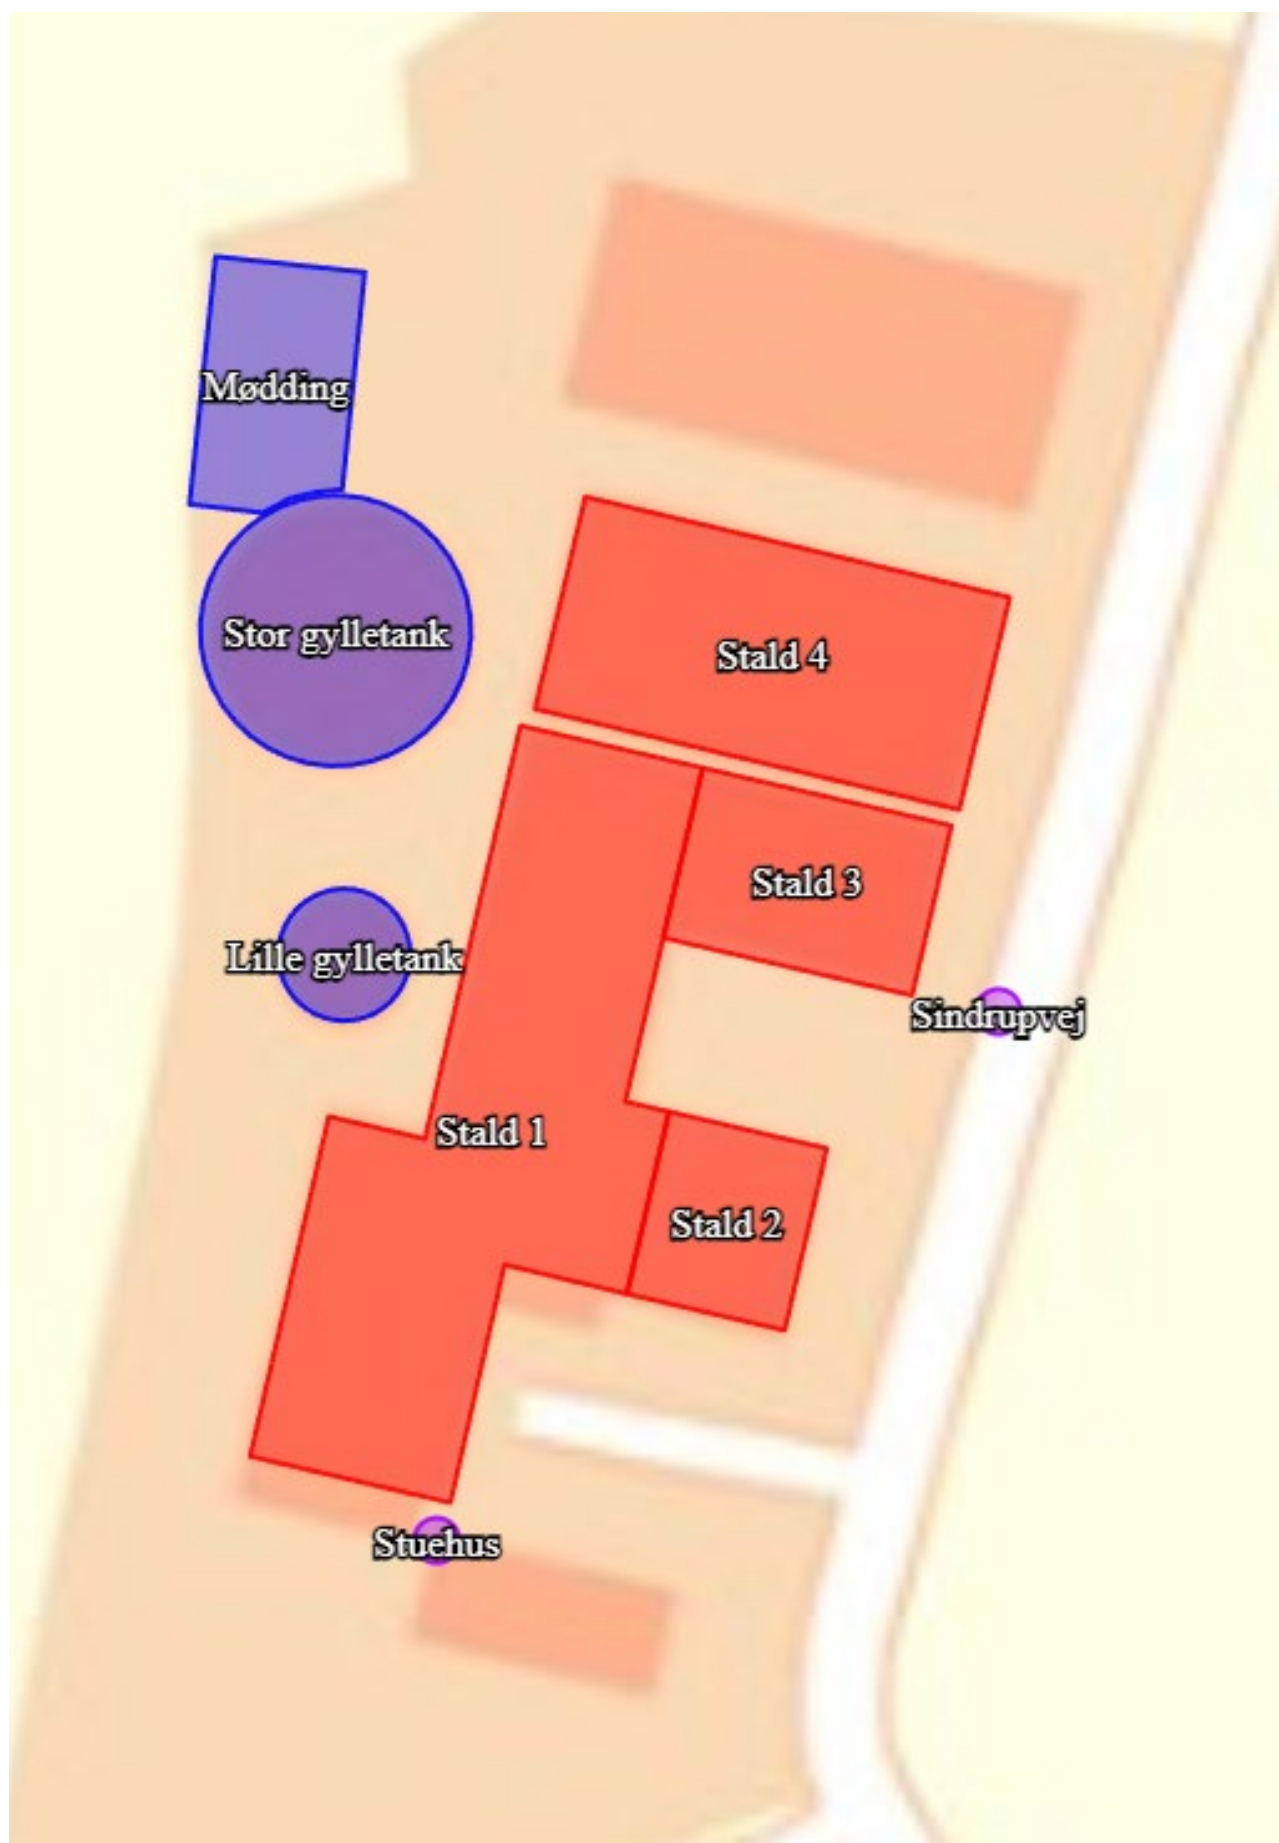 Mødding
Stor gylletank
Stald 4
Stald 3
Lille gylletank
Sindrupvej
Stald 1
Stald 2
Stuehus